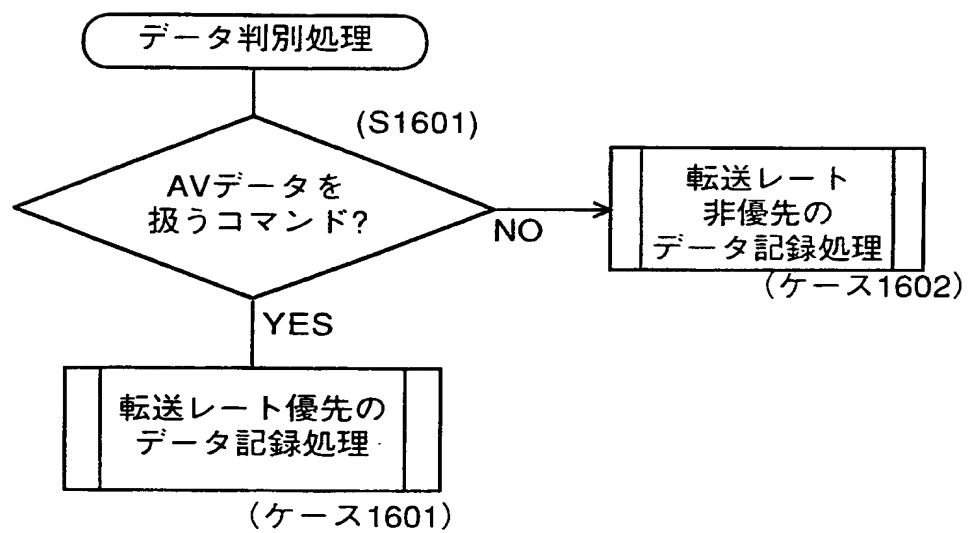 データ判別処理
(S1601)
AVデータを
扱うコマンド?
NO
転送レート
非優先の
データ記録処理
(ケース1602)
YES
転送レート優先の
データ記録処理
(ケース1601)